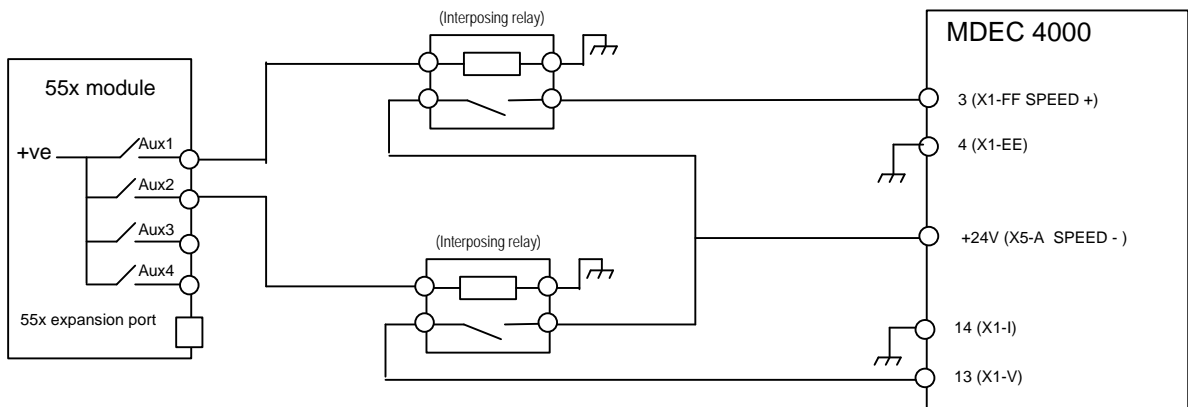 (Interposing relay)
MDEC 4000
55x module
3 (X1-FF SPEED +)
+ve
Aux1
4 (X1-EE)
Aux2
Aux3
(Interposing relay)
+24V (X5-A  SPEED - )
Aux4
55x expansion port
14 (X1-I)
13 (X1-V)